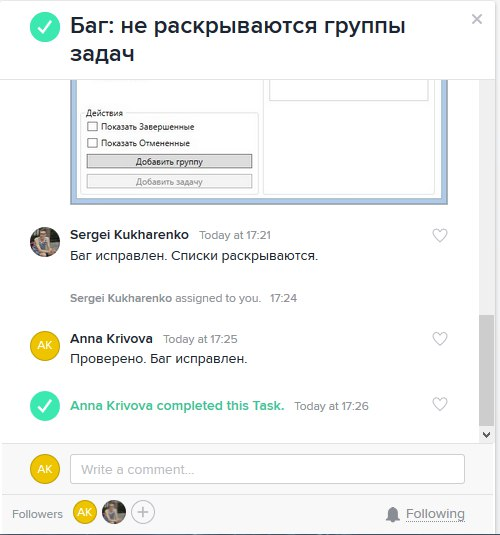 Баг: не раскрываются группы
задач
Действия
Показать Завершенные
Показать Отмененные
Добавить группу
Добавить задачу
Sergei Kukharenko Today at 17:21
Баг исправлен. Списки раскрываются.
Sergei Kukharenko assigned to you. 17:24
AK Anna Krivova Today at 17:25
Проверено. Баг исправлен.
Anna Krivova completed this Task. Today at 17:26
AK Write a comment...
Followers AK Following